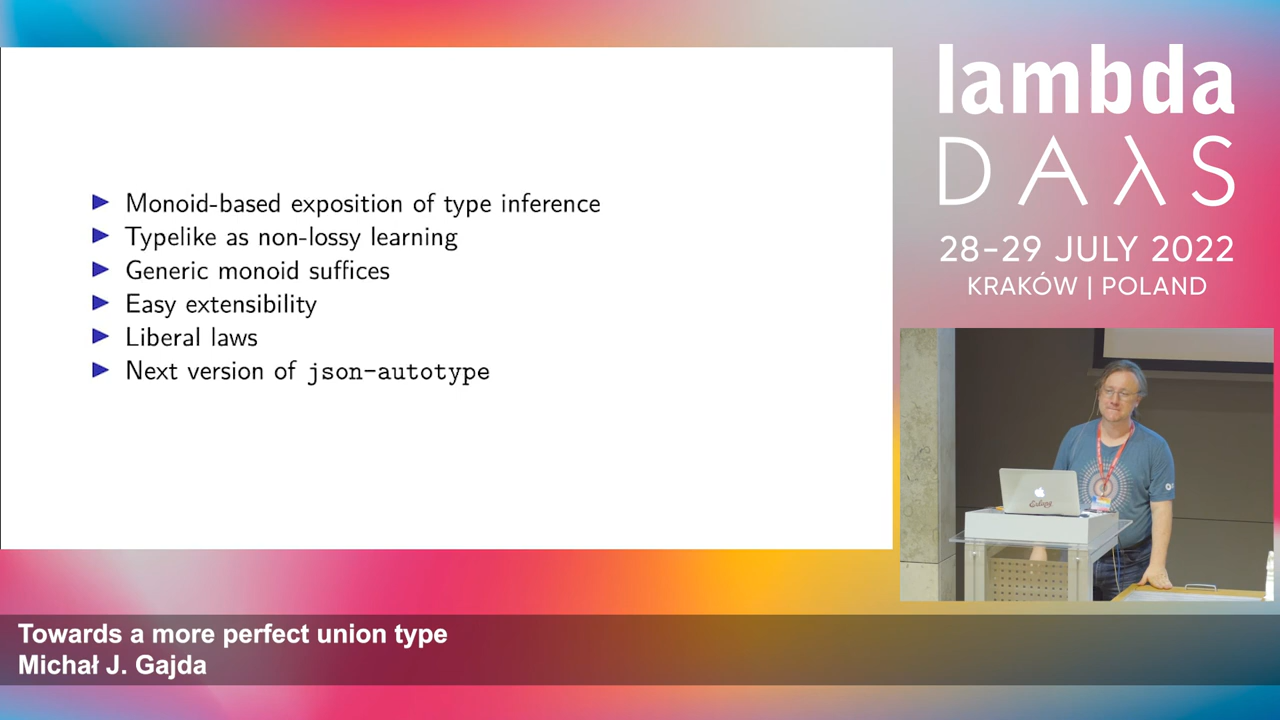 Monoid-based exposition of type inference
Typelike as non-lossy learning
Generic monoid suffices
Easy extensibility
Liberal laws
Next version of json-autotype
lambda
DAλS
28–29 JULY 2022
KRAKÓW | POLAND
Towards a more perfect union type
Michał J. Gajda